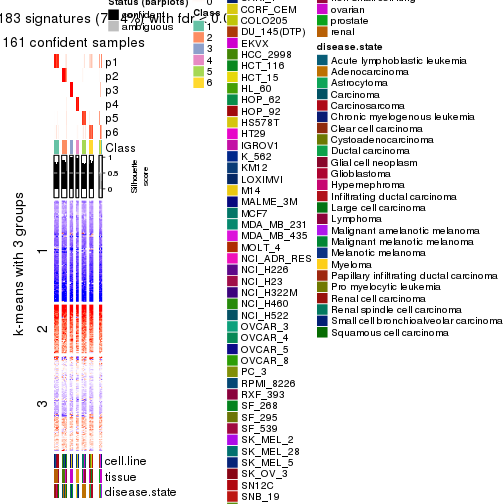 183 signatures (7
with fdr < 0.0
161 confident samples
p1
p2
p3
p4
p5
p6
Class
1
0.5
0
Silhouette
score
k-means with 3 groups
1
2
3
cell.line
tissue
disease.state
Status (barplots)
confident
ambiguous
Class
1
2
3
4
5
6
CCRF_CEM
COLO205
DU_145(DTP)
EKVX
HCC_2998
HCT_116
HCT_15
HL_60
HOP_62
HOP_92
HS578T
HT29
IGROV1
K_562
KM12
LOXIMVI
M14
MALME_3M
MCF7
MDA_MB_231
MDA_MB_435
MOLT_4
NCI_ADR_RES
NCI_H226
NCI_H23
NCI_H322M
NCI_H460
NCI_H522
OVCAR_3
OVCAR_4
OVCAR_5
OVCAR_8
PC_3
RPMI_8226
RXF_393
SF_268
SF_295
SF_539
SK_MEL_2
SK_MEL_28
SK_MEL_5
SK_OV_3
SN12C
SNB_19
ovarian
prostate
renal
disease.state
Acute lymphoblastic leukemia
Adenocarcinoma
Astrocytoma
Carcinoma
Carcinosarcoma
Chronic myelogenous leukemia
Clear cell carcinoma
Cystoadenocarcinoma
Ductal carcinoma
Glial cell neoplasm
Glioblastoma
Hypernephroma
Infiltrating ductal carcinoma
Large cell carcinoma
Lymphoma
Malignant amelanotic melanoma
Malignant melanotic melanoma
Melanotic melanoma
Myeloma
Papillary infiltrating ductal carcinoma
Pro myelocytic leukemia
Renal cell carcinoma
Renal spindle cell carcinoma
Small cell bronchioalveolar carcinoma
Squamous cell carcinoma